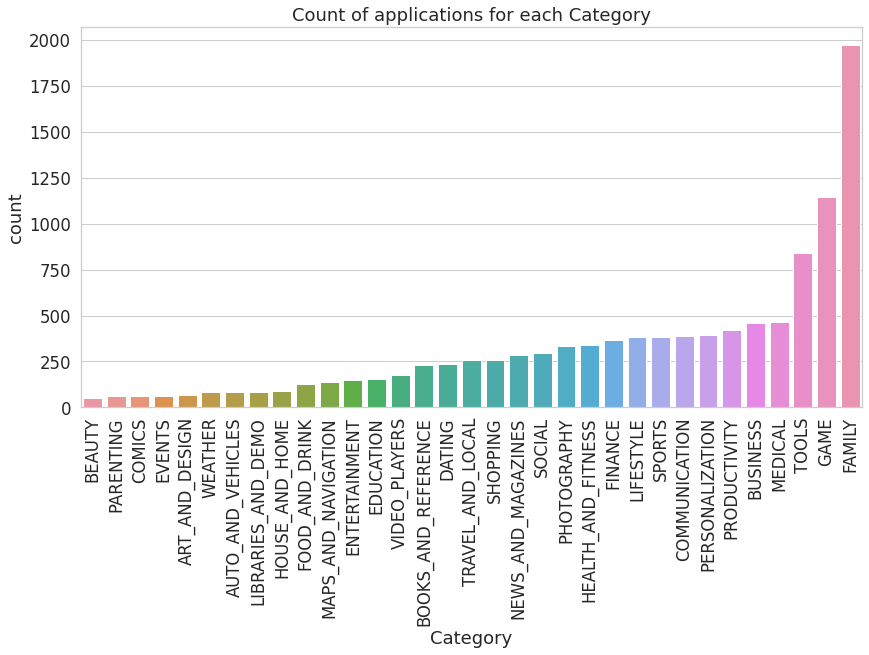 Count of applications for each Category
count
2000
1750
1500
1250
1000
750
500
250
0
BEAUTY
PARENTING
COMICS
EVENTS
ART_AND_DESIGN
WEATHER
AUTO_AND_VEHICLES
LIBRARIES_AND_DEMO
HOUSE_AND_HOME
FOOD_AND_DRINK
MAPS_AND_NAVIGATION
ENTERTAINMENT
EDUCATION
VIDEO_PLAYERS
BOOKS_AND_REFERENCE
DATING
TRAVEL_AND_LOCAL
SHOPPING
NEWS_AND_MAGAZINES
SOCIAL
PHOTOGRAPHY
HEALTH_AND_FITNESS
FINANCE
LIFESTYLE
SPORTS
COMMUNICATION
PERSONALIZATION
PRODUCTIVITY
BUSINESS
MEDICAL
TOOLS
GAME
FAMILY
Category